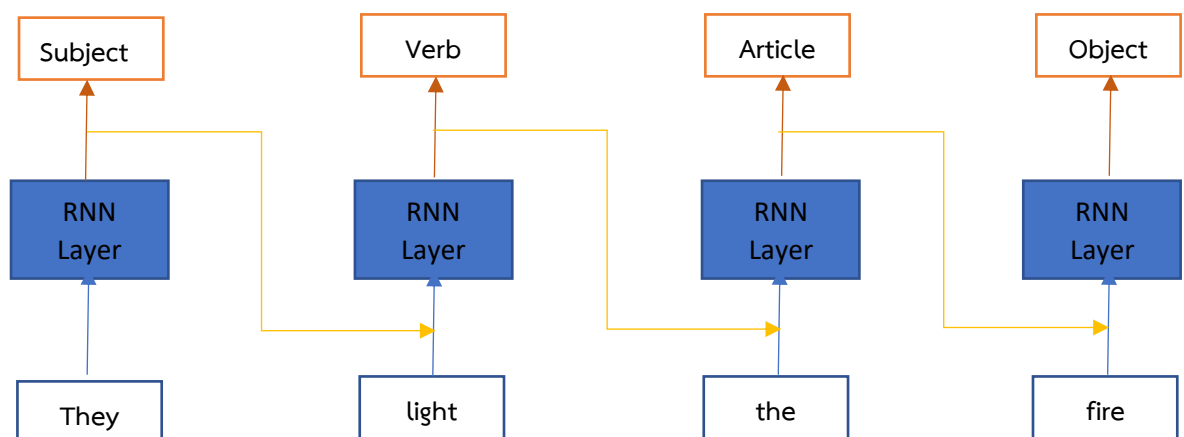 Subject Verb Article Object
RNN RNN RNN RNN
Layer Layer Layer Layer
They light the fire